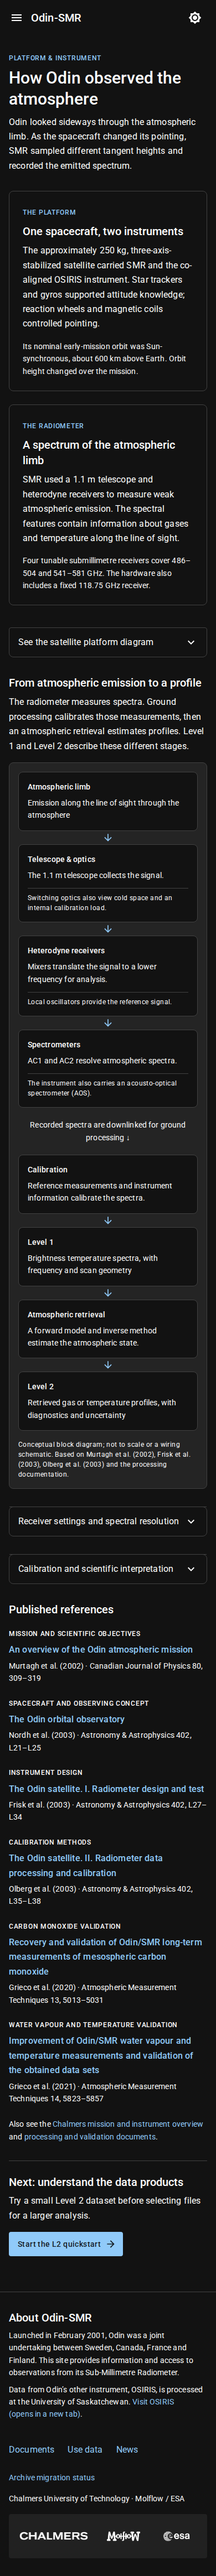 Odin-SMR
PLATFORM & INSTRUMENT
How Odin observed the
atmosphere
Odin looked sideways through the atmospheric
limb. As the spacecraft changed its pointing,
SMR sampled different tangent heights and
recorded the emitted spectrum.
THE PLATFORM
One spacecraft, two instruments
The approximately 250 kg, three-axis-
stabilized satellite carried SMR and the co-
aligned OSIRIS instrument. Star trackers
and gyros supported attitude knowledge;
reaction wheels and magnetic coils
controlled pointing.
Its nominal early-mission orbit was Sun-
synchronous, about 600 km above Earth. Orbit
height changed over the mission.
THE RADIOMETER
A spectrum of the atmospheric
limb
SMR used a 1.1 m telescope and
heterodyne receivers to measure weak
atmospheric emission. The spectral
features contain information about gases
and temperature along the line of sight.
Four tunable submillimetre receivers cover 486–
504 and 541–581 GHz. The hardware also
includes a fixed 118.75 GHz receiver.
See the satellite platform diagram
From atmospheric emission to a profile
The radiometer measures spectra. Ground
processing calibrates those measurements, then
an atmospheric retrieval estimates profiles. Level
1 and Level 2 describe these different stages.
Atmospheric limb
Emission along the line of sight through the
atmosphere
Telescope & optics
The 1.1 m telescope collects the signal.
Switching optics also view cold space and an
internal calibration load.
Heterodyne receivers
Mixers translate the signal to a lower
frequency for analysis.
Local oscillators provide the reference signal.
Spectrometers
AC1 and AC2 resolve atmospheric spectra.
The instrument also carries an acousto-optical
spectrometer (AOS).
Recorded spectra are downlinked for ground
processing ↓
Calibration
Reference measurements and instrument
information calibrate the spectra.
Level 1
Brightness temperature spectra, with
frequency and scan geometry
Atmospheric retrieval
A forward model and inverse method
estimate the atmospheric state.
Level 2
Retrieved gas or temperature profiles, with
diagnostics and uncertainty
Conceptual block diagram; not to scale or a wiring
schematic. Based on Murtagh et al. (2002), Frisk et al.
(2003), Olberg et al. (2003) and the processing
documentation.
Receiver settings and spectral resolution
Calibration and scientific interpretation
Published references
MISSION AND SCIENTIFIC OBJECTIVES
An overview of the Odin atmospheric mission
Murtagh et al. (2002) · Canadian Journal of Physics 80,
309–319
SPACECRAFT AND OBSERVING CONCEPT
The Odin orbital observatory
Nordh et al. (2003) · Astronomy & Astrophysics 402,
L21–L25
INSTRUMENT DESIGN
The Odin satellite. I. Radiometer design and test
Frisk et al. (2003) · Astronomy & Astrophysics 402, L27–
L34
CALIBRATION METHODS
The Odin satellite. II. Radiometer data
processing and calibration
Olberg et al. (2003) · Astronomy & Astrophysics 402,
L35–L38
CARBON MONOXIDE VALIDATION
Recovery and validation of Odin/SMR long-term
measurements of mesospheric carbon
monoxide
Grieco et al. (2020) · Atmospheric Measurement
Techniques 13, 5013–5031
WATER VAPOUR AND TEMPERATURE VALIDATION
Improvement of Odin/SMR water vapour and
temperature measurements and validation of
the obtained data sets
Grieco et al. (2021) · Atmospheric Measurement
Techniques 14, 5823–5857
Also see the Chalmers mission and instrument overview
and processing and validation documents.
Next: understand the data products
Try a small Level 2 dataset before selecting files
for a larger analysis.
Start the L2 quickstart →
About Odin-SMR
Launched in February 2001, Odin was a joint
undertaking between Sweden, Canada, France and
Finland. This site provides information and access to
observations from its Sub-Millimetre Radiometer.
Data from Odin's other instrument, OSIRIS, is processed
at the University of Saskatchewan. Visit OSIRIS
(opens in a new tab).
Documents Use data News
Archive migration status
Chalmers University of Technology · Molflow / ESA
CHALMERS MOLFLOW esa